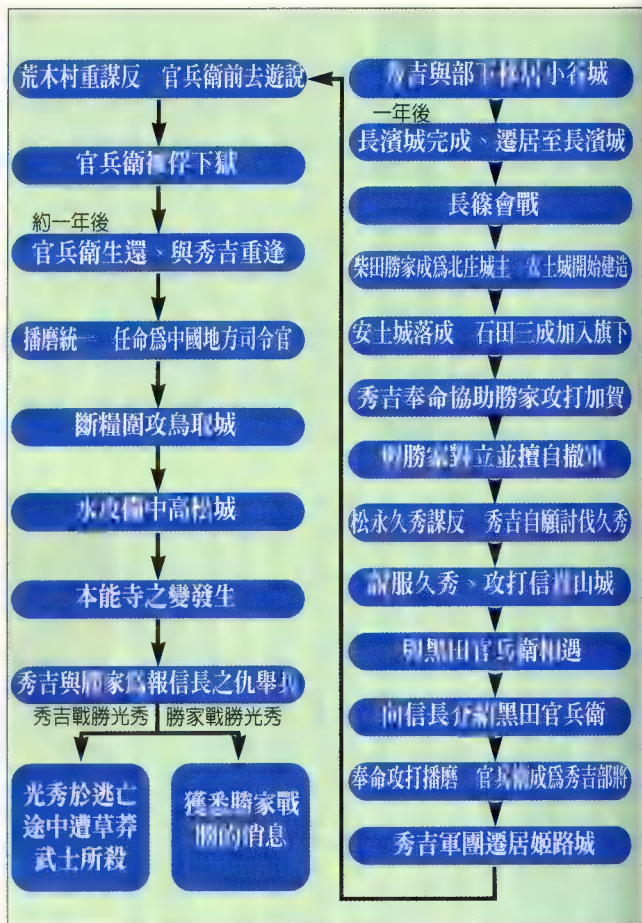 秀吉與部下移居小谷城
一年後
長濱城完成、遷居至長濱城
長篠會戰
柴田勝家成爲北庄城主 安土城開始建造
安土城落成 石田三成加入旗下
秀吉奉命協助勝家攻打加賀
與勝家對立並擅自撤軍
松永久秀謀反 秀吉自願討伐久秀
說服久秀、攻打信貴山城
與黑田官兵衛相遇
向信長介紹黑田官兵衛
奉命攻打播磨 官兵衛成爲秀吉部將
秀吉軍團遷居姬路城
荒木村重謀反 官兵衛前去遊說
官兵衛被俘下獄
約一年後
官兵衛生還、與秀吉重逢
播磨統一 任命爲中國地方司令官
斷糧圍攻鳥取城
水攻備中高松城
本能寺之變發生
秀吉與勝家爲報信長之仇舉兵
秀吉戰勝光秀
勝家戰勝光秀
光秀於逃亡
途中遭草莽
武士所殺
獲悉勝家戰
勝的消息